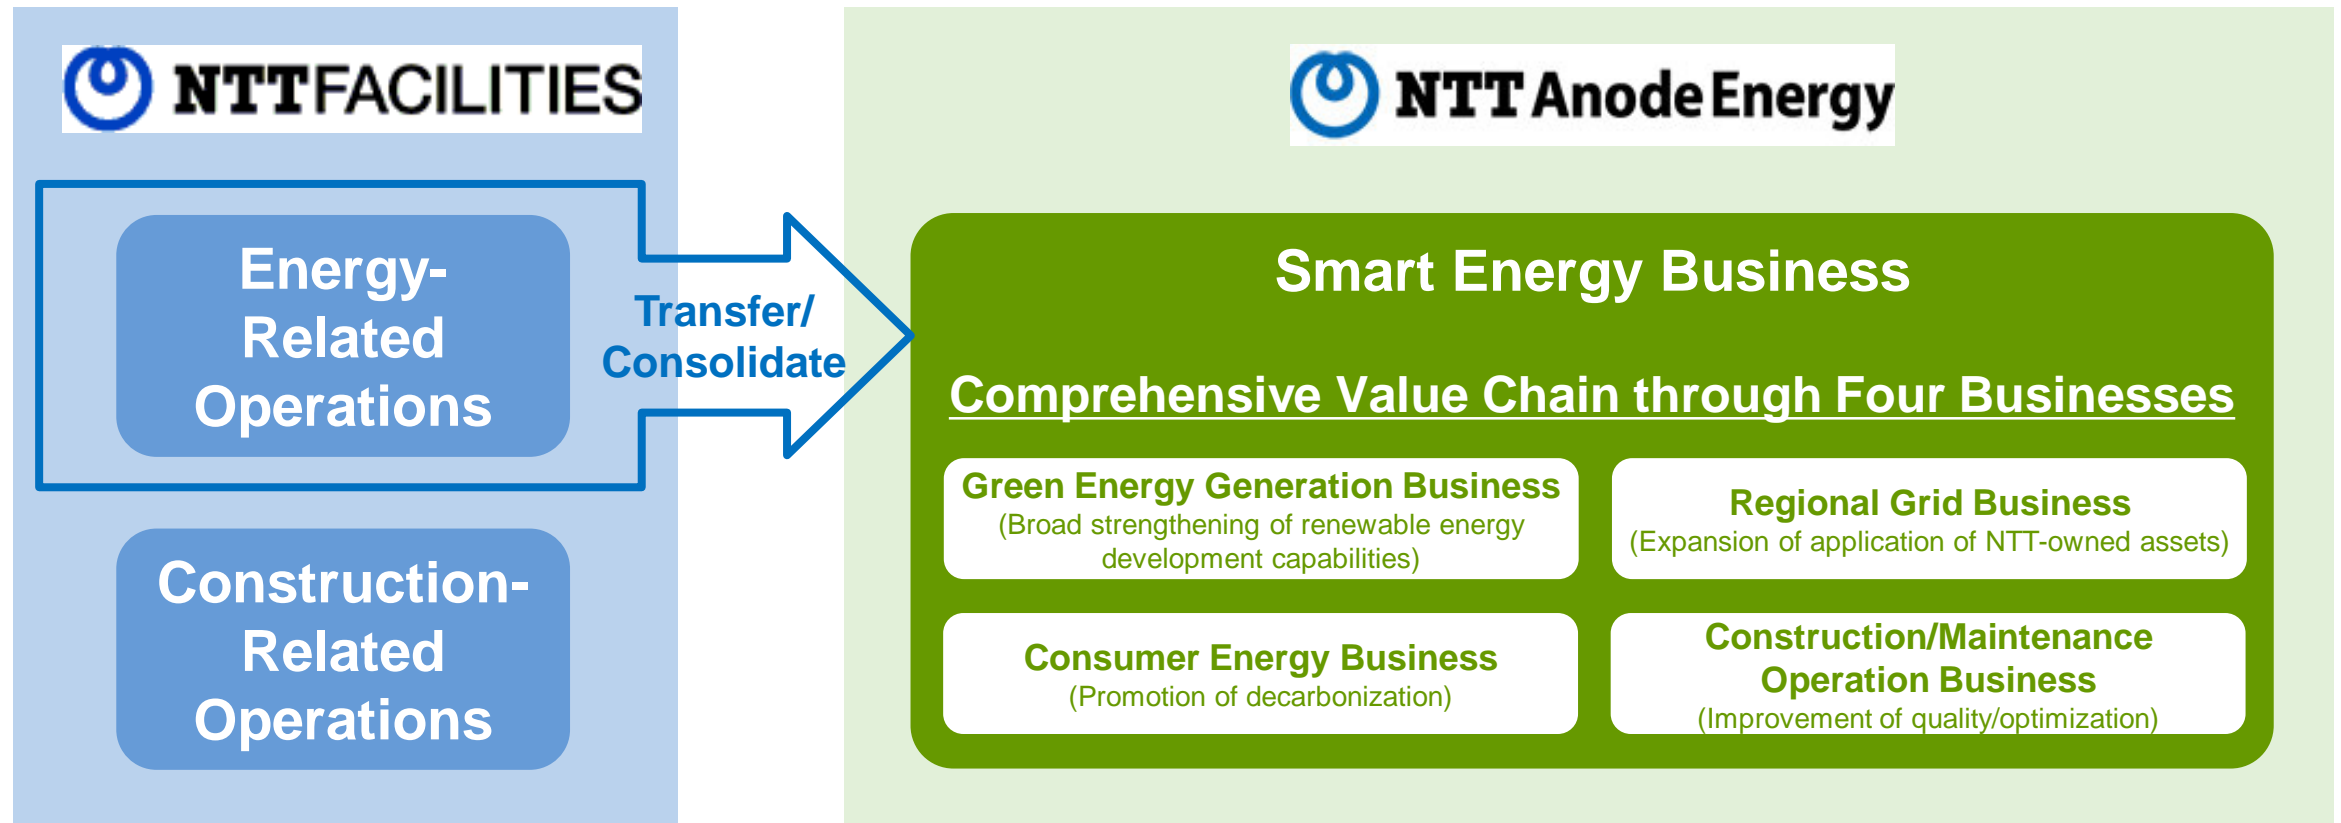 NTT FACILITIES
Energy-
Related
Operations
Construction-
Related
Operations
Transfer/
Consolidate
NTT Anode Energy
Smart Energy Business
Comprehensive Value Chain through Four Businesses
Green Energy Generation Business
(Broad strengthening of renewable energy
development capabilities)
Regional Grid Business
(Expansion of application of NTT-owned assets)
Consumer Energy Business
(Promotion of decarbonization)
Construction/Maintenance
Operation Business
(Improvement of quality/optimization)